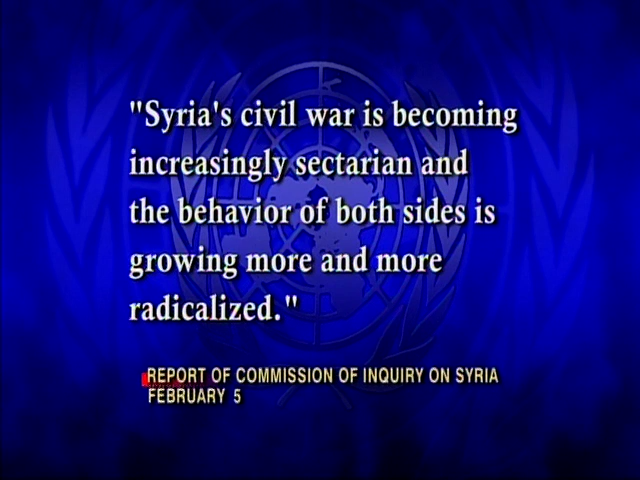 "Syria's civil war is becoming
increasingly sectarian and
the behavior of both sides is
growing more and more
radicalized."
REPORT OF COMMISSION OF INQUIRY ON SYRIA
FEBRUARY 5